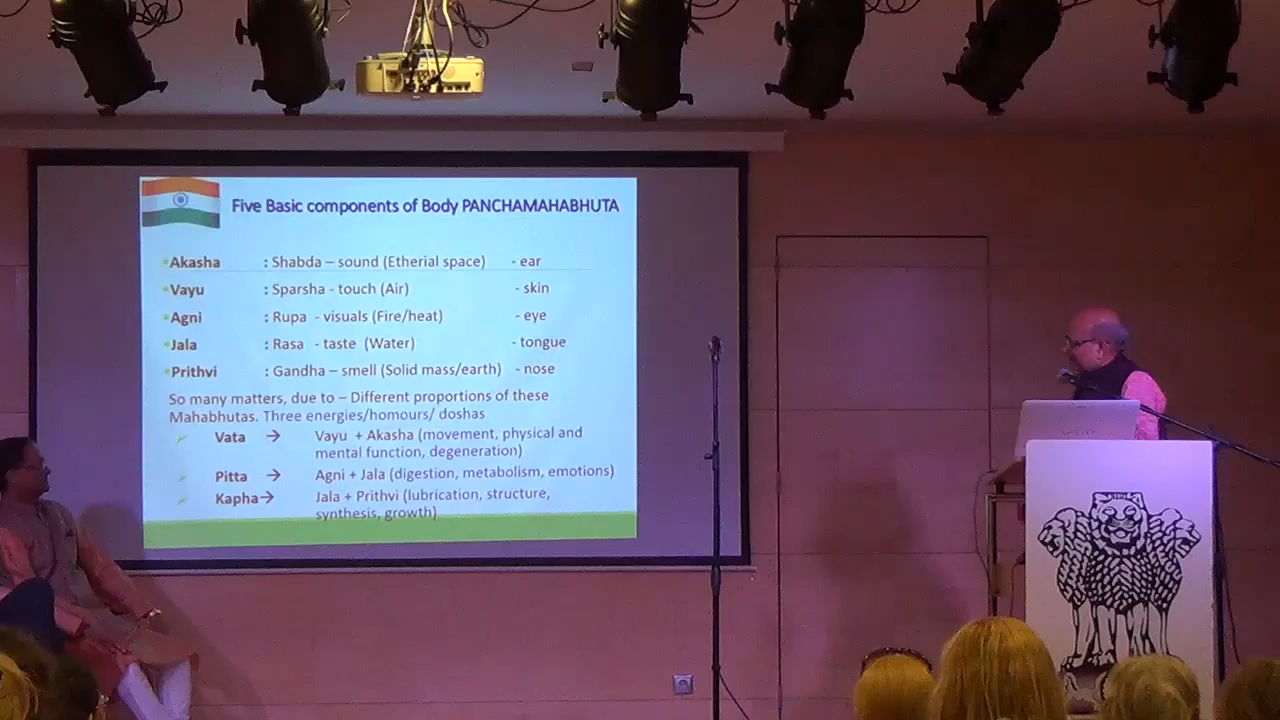 Five Basic components of Body PANCHAMAHABHUTA
Akasha : Shabda – sound (Etherial space) - ear
Vayu : Sparsha - touch (Air) - skin
Agni : Rupa - visuals (Fire/heat) - eye
Jala : Rasa - taste (Water) - tongue
Prithvi : Gandha – smell (Solid mass/earth) - nose
So many matters, due to – Different proportions of these
Mahabhutas. Three energies/homours/ doshas
Vata → Vayu + Akasha (movement, physical and
mental function, degeneration)
Pitta → Agni + Jala (digestion, metabolism, emotions)
Kapha→ Jala + Prithvi (lubrication, structure,
synthesis, growth)